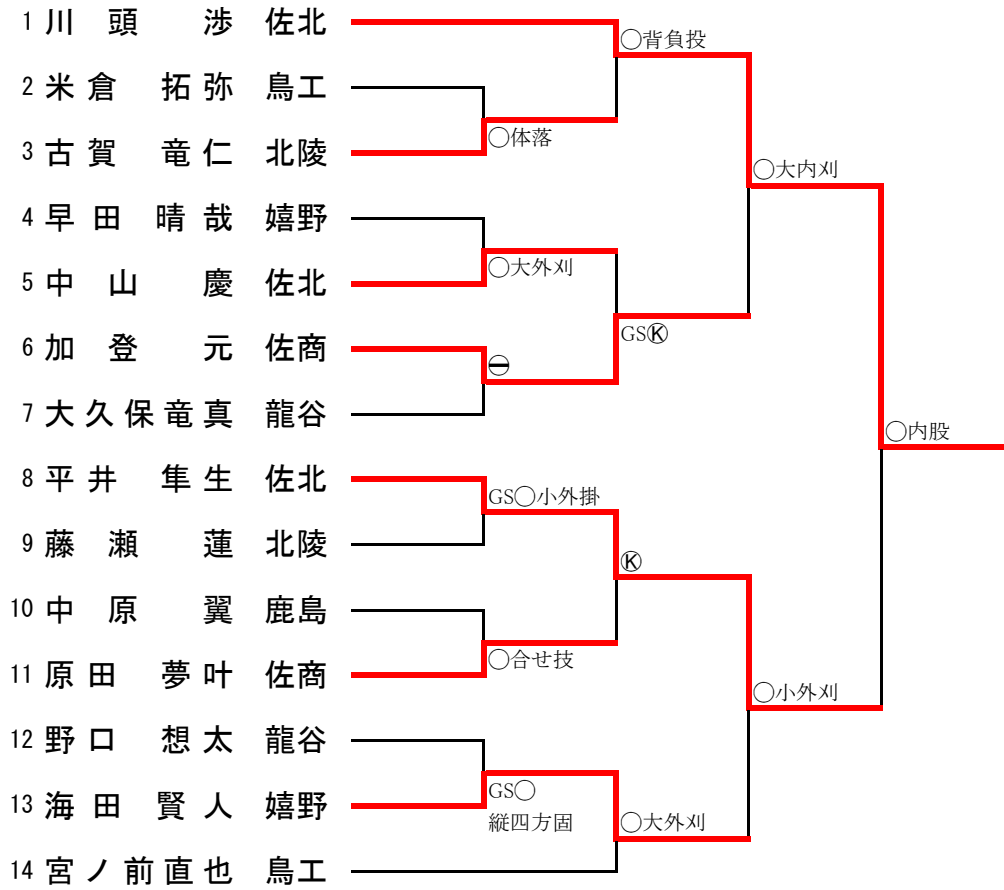 1 川頭 渉 佐北
○背負投
2 米倉 拓弥 鳥工
○体落
3 古賀 竜仁 北陵
○大内刈
4 早田 晴哉 嬉野
○大外刈
5 中山 慶 佐北
GSⓀ
6 加登 元 佐商
⊖
7 大久保竜真 龍谷
○内股
8 平井 隼生 佐北
GS○小外掛
9 藤瀬 蓮 北陵
Ⓚ
10 中原 翼 鹿島
○合せ技
11 原田 夢叶 佐商
○小外刈
12 野口 想太 龍谷
GS○
縦四方固
13 海田 賢人 嬉野
○大外刈
14 宮ノ前直也 鳥工